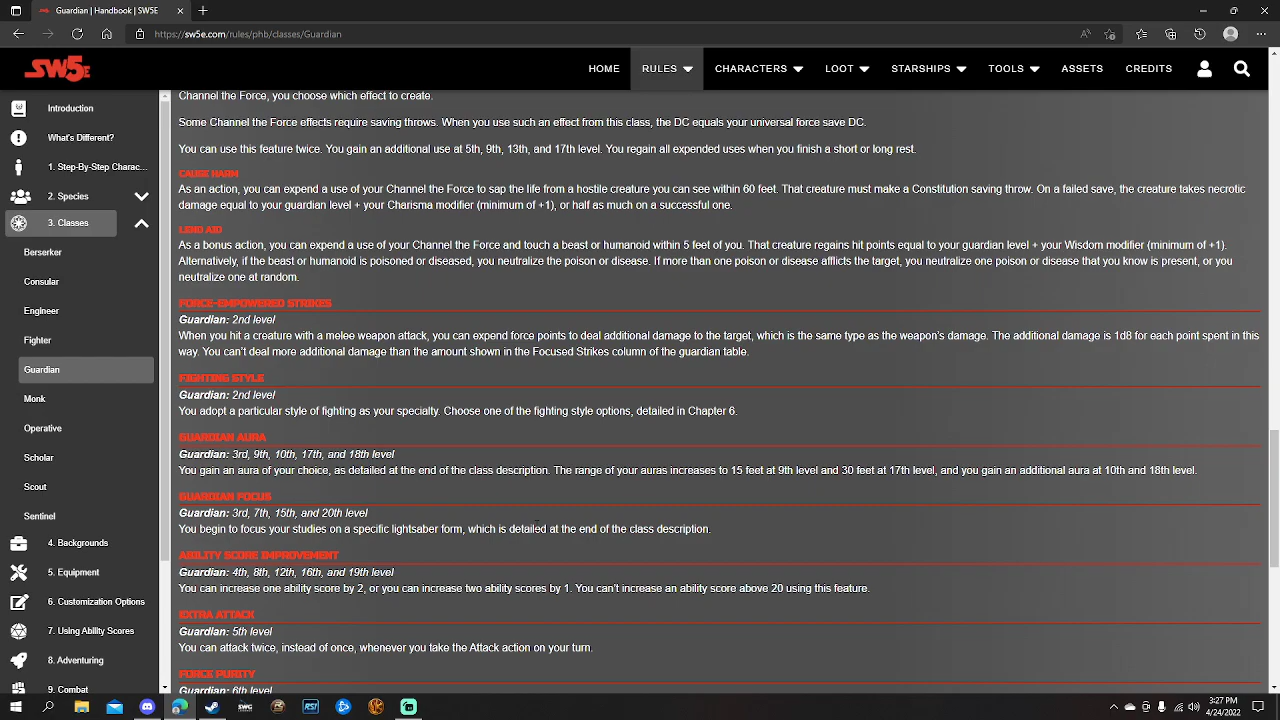 Guardian | Handbook | SW5E
https://sw5e.com/rules/phb/classes/Guardian
SW5E
HOME
RULES
CHARACTERS
LOOT
STARSHIPS
TOOLS
ASSETS
CREDITS
Introduction
What's Different?
1. Step-By-Step Charac...
2. Species
3. Classes
Berserker
Consular
Engineer
Fighter
Guardian
Monk
Operative
Scholar
Scout
Sentinel
4. Backgrounds
5. Equipment
6. Customization Options
7. Using Ability Scores
8. Adventuring
9. Combat
Channel the Force, you choose which effect to create.
Some Channel the Force effects require saving throws. When you use such an effect from this class, the DC equals your universal force save DC.
You can use this feature twice. You gain an additional use at 5th, 9th, 13th, and 17th level. You regain all expended uses when you finish a short or long rest.
CAUSE HARM
As an action, you can expend a use of your Channel the Force to sap the life from a hostile creature you can see within 60 feet. That creature must make a Constitution saving throw. On a failed save, the creature takes necrotic
damage equal to your guardian level + your Charisma modifier (minimum of +1), or half as much on a successful one.
LEND AID
As a bonus action, you can expend a use of your Channel the Force and touch a beast or humanoid within 5 feet of you. That creature regains hit points equal to your guardian level + your Wisdom modifier (minimum of +1).
Alternatively, if the beast or humanoid is poisoned or diseased, you neutralize the poison or disease. If more than one poison or disease afflicts the target, you neutralize one poison or disease that you know is present, or you
neutralize one at random.
FORCE-EMPOWERED STRIKES
Guardian: 2nd level
When you hit a creature with a melee weapon attack, you can expend force points to deal additional damage to the target, which is the same type as the weapon's damage. The additional damage is 1d8 for each point spent in this
way. You can't deal more additional damage than the amount shown in the Focused Strikes column of the guardian table.
FIGHTING STYLE
Guardian: 2nd level
You adopt a particular style of fighting as your specialty. Choose one of the fighting style options, detailed in Chapter 6.
GUARDIAN AURA
Guardian: 3rd, 9th, 10th, 17th, and 18th level
You gain an aura of your choice, as detailed at the end of the class description. The range of your auras increases to 15 feet at 9th level and 30 feet at 17th level, and you gain an additional aura at 10th and 18th level.
GUARDIAN FOCUS
Guardian: 3rd, 7th, 15th, and 20th level
You begin to focus your studies on a specific lightsaber form, which is detailed at the end of the class description.
ABILITY SCORE IMPROVEMENT
Guardian: 4th, 8th, 12th, 16th, and 19th level
You can increase one ability score by 2, or you can increase two ability scores by 1. You can't increase an ability score above 20 using this feature.
EXTRA ATTACK
Guardian: 5th level
You can attack twice, instead of once, whenever you take the Attack action on your turn.
FORCE PURITY
Guardian: 6th level
3:27 PM
4/24/2022